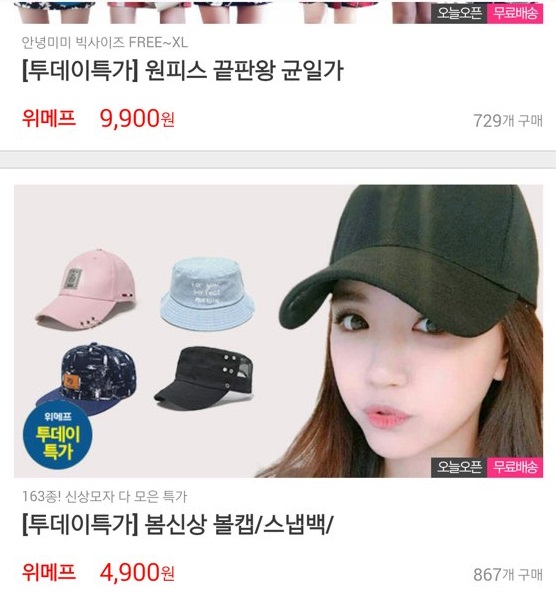 오늘오픈 무료배송
안녕미미 빅사이즈 FREE~XL
[투데이특가] 원피스 끝판왕 균일가
위메프 9,900원 729개 구매
for you
perfect
morning
위메프
투데이
특가
오늘오픈 무료배송
163종! 신상모자 다 모은 특가
[투데이특가] 봄신상 볼캡/스냅백/
위메프 4,900원 867개 구매